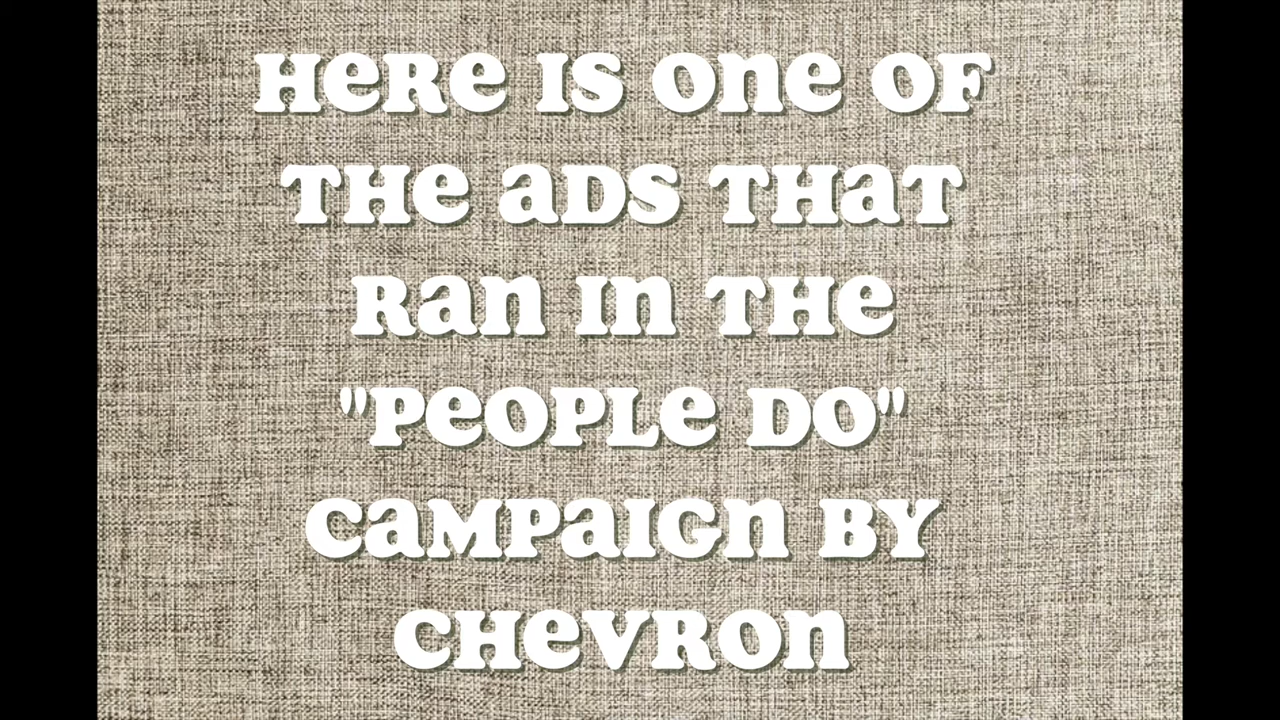 HeRe IS One OF
THe aDS THaT
Ran In THe
"PeOPLe DO"
CaMPaIGn BY
CHeVROn